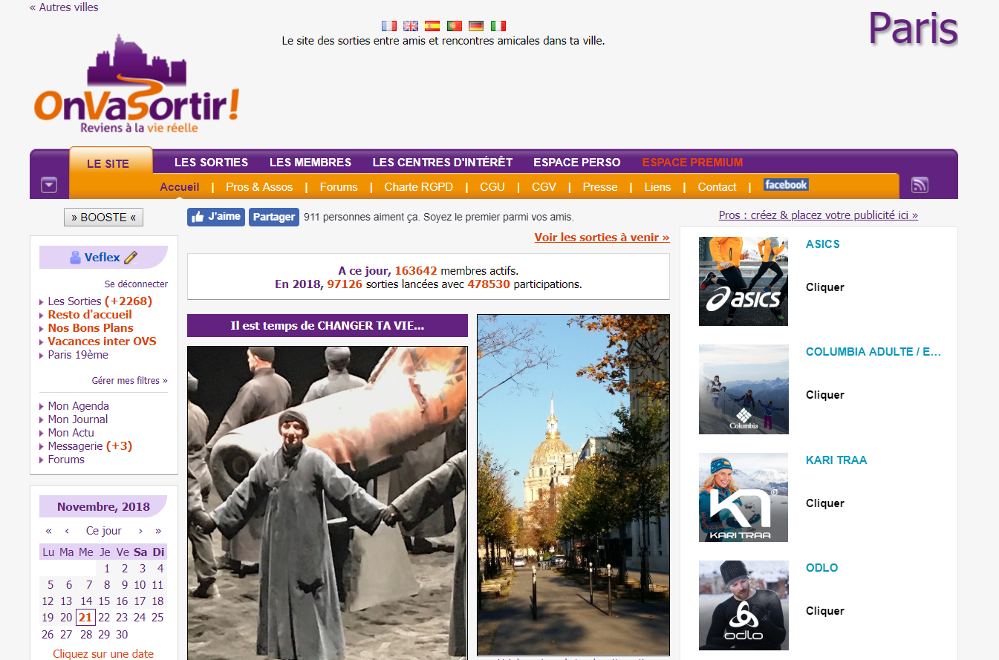 « Autres villes
Le site des sorties entre amis et rencontres amicales dans ta ville.
Paris
OnVaSortir!
Reviens à la vie réelle
LE SITE
LES SORTIES
LES MEMBRES
LES CENTRES D'INTÉRÊT
ESPACE PERSO
ESPACE PREMIUM
Accueil | Pros & Assos | Forums | Charte RGPD | CGU | CGV | Presse | Liens | Contact | facebook
» BOOSTE «
Veflex
Se déconnecter
Les Sorties (+2268)
Resto d'accueil
Nos Bons Plans
Vacances inter OVS
Paris 19ème
Gérer mes filtres »
Mon Agenda
Mon Journal
Mon Actu
Messagerie (+3)
Forums
Novembre, 2018
« ‹ Ce jour › »
Lu Ma Me Je Ve Sa Di
1 2 3 4
5 6 7 8 9 10 11
12 13 14 15 16 17 18
19 20 21 22 23 24 25
26 27 28 29 30
Cliquez sur une date
J'aime Partager 911 personnes aiment ça. Soyez le premier parmi vos amis.
Voir les sorties à venir »
A ce jour, 163642 membres actifs.
En 2018, 97126 sorties lancées avec 478530 participations.
Il est temps de CHANGER TA VIE...
Pros : créez & placez votre publicité ici »
asics
ASICS
Cliquer
Columbia
COLUMBIA ADULTE / E...
Cliquer
KARI TRAA
KARI TRAA
Cliquer
odlo
ODLO
Cliquer